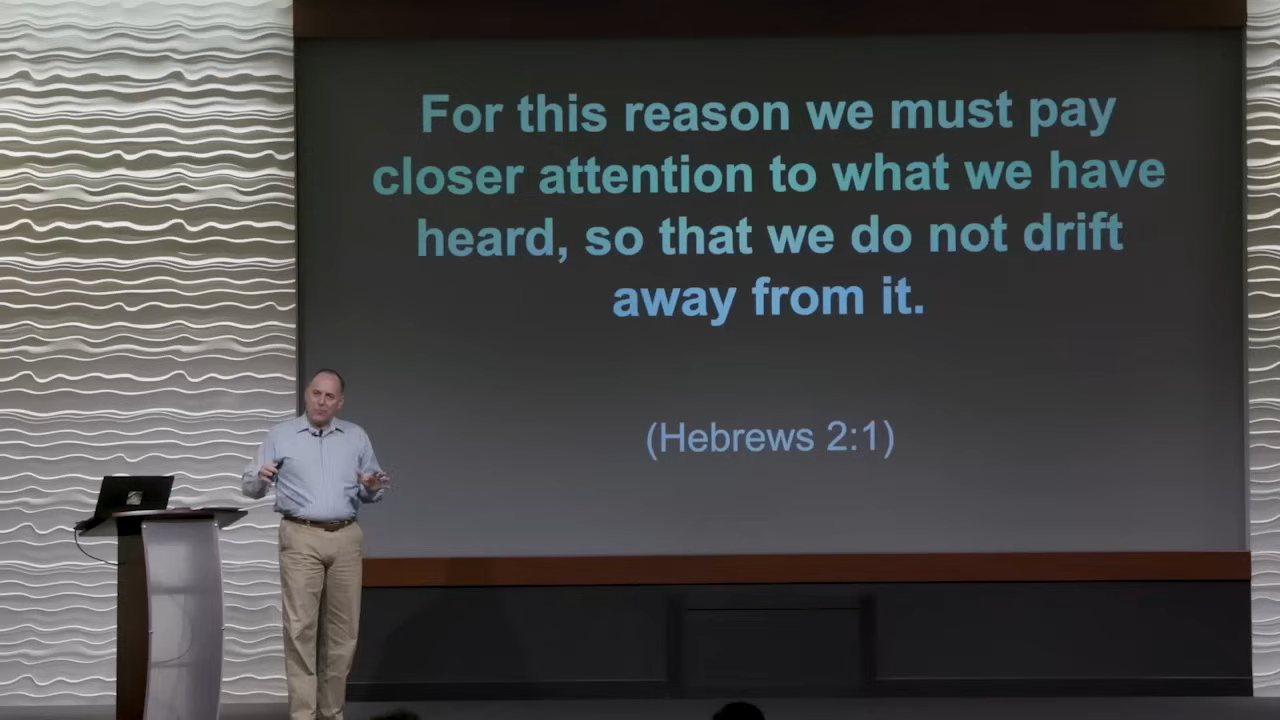 For this reason we must pay
closer attention to what we have
heard, so that we do not drift
away from it.
(Hebrews 2:1)